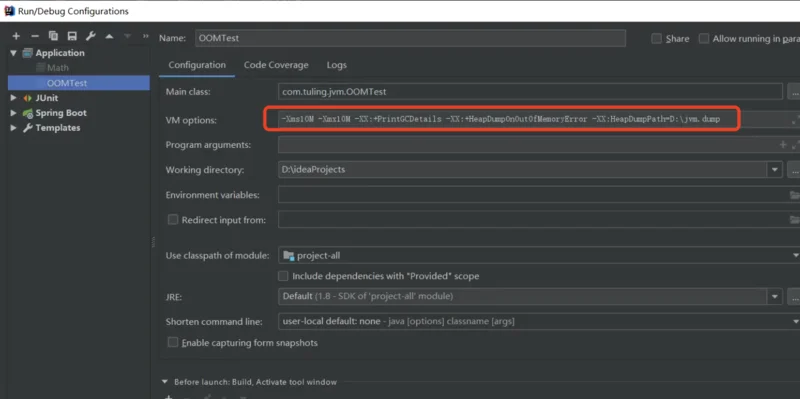 Run/Debug Configurations
Name: OOMTest
Share
Allow running in para
Application
Math
OOMTest
JUnit
Spring Boot
Templates
Configuration
Code Coverage
Logs
Main class: com.tuling.jvm.OOMTest
VM options: -Xms10M -Xms10M -XX:+PrintGCDetails -XX:+HeapDumpOnOutOfMemoryError -XX:HeapDumpPath=D:\jvm.dump
Program arguments:
Working directory: D:\ideaProjects
Environment variables:
Redirect input from:
Use classpath of module: project-all
Include dependencies with "Provided" scope
JRE: Default (1.8 - SDK of 'project-all' module)
Shorten command line: user-local default: none - java [options] classname [args]
Enable capturing form snapshots
Before launch: Build, Activate tool window